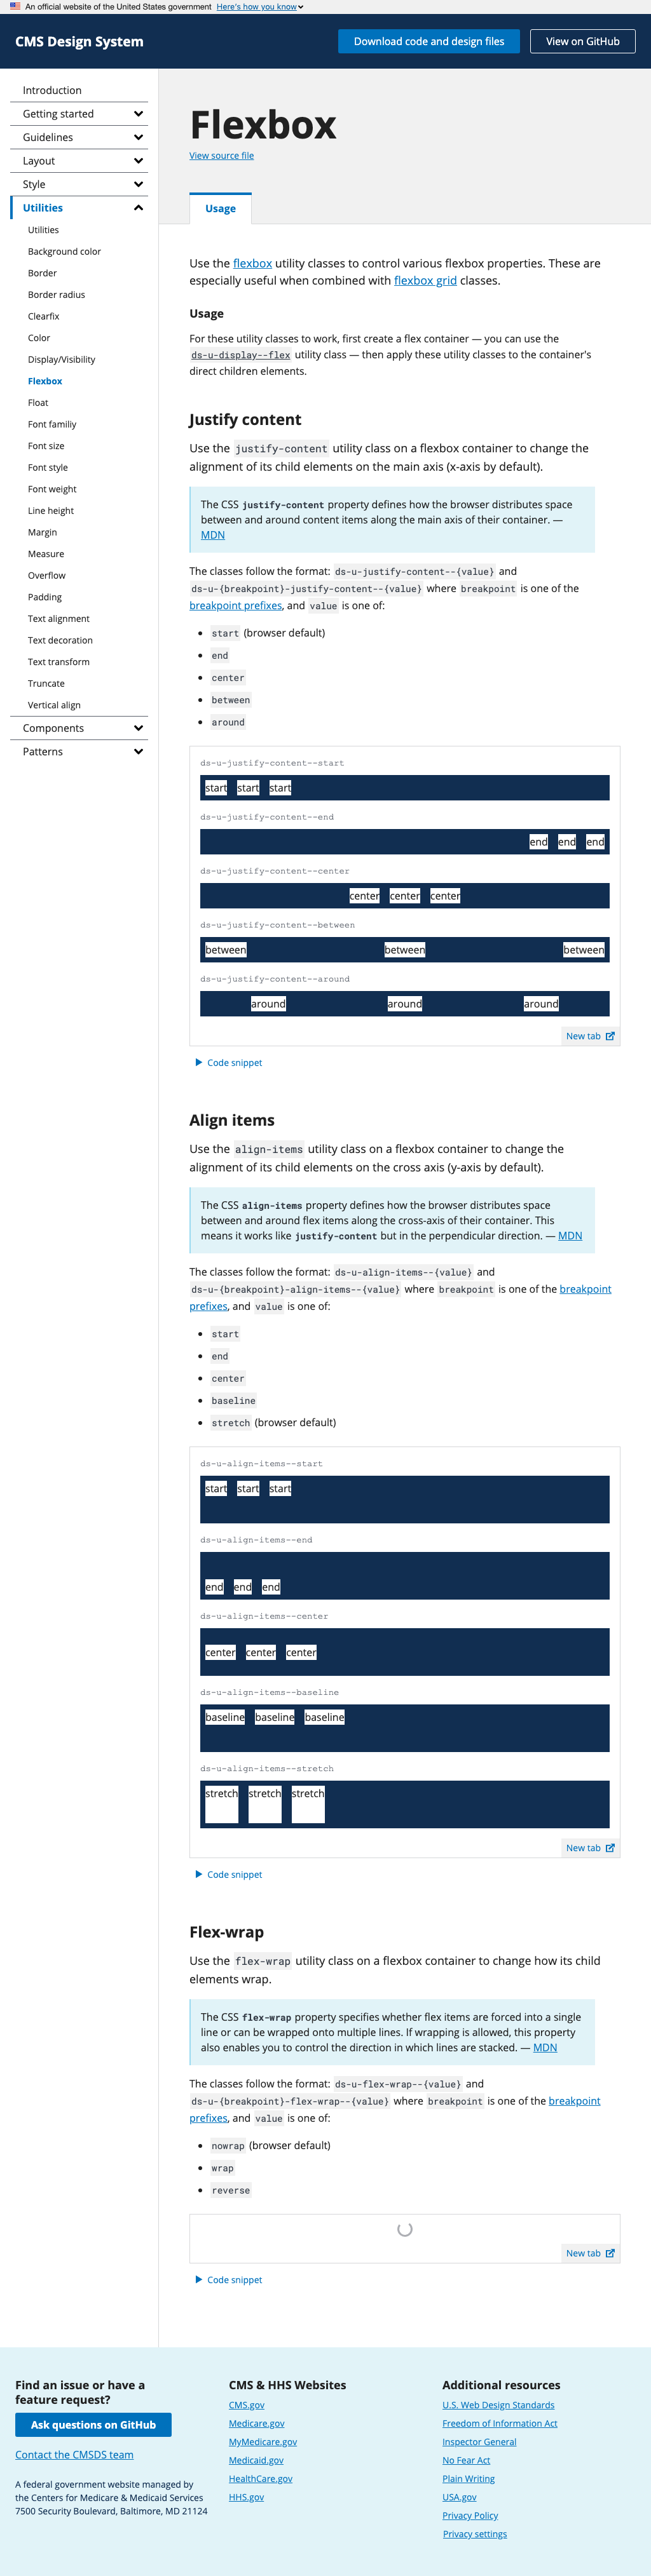 An official website of the United States government Here's how you know
CMS Design System
Download code and design files
View on GitHub
Introduction
Getting started
Guidelines
Layout
Style
Utilities
Utilities
Background color
Border
Border radius
Clearfix
Color
Display/Visibility
Flexbox
Float
Font familiy
Font size
Font style
Font weight
Line height
Margin
Measure
Overflow
Padding
Text alignment
Text decoration
Text transform
Truncate
Vertical align
Components
Patterns
Flexbox
View source file
Usage
Use the flexbox utility classes to control various flexbox properties. These are
especially useful when combined with flexbox grid classes.
Usage
For these utility classes to work, first create a flex container — you can use the
ds-u-display--flex utility class — then apply these utility classes to the container's
direct children elements.
Justify content
Use the justify-content utility class on a flexbox container to change the
alignment of its child elements on the main axis (x-axis by default).
The CSS justify-content property defines how the browser distributes space
between and around content items along the main axis of their container. —
MDN
The classes follow the format: ds-u-justify-content--{value} and
ds-u-{breakpoint}-justify-content--{value} where breakpoint is one of the
breakpoint prefixes, and value is one of:
start (browser default)
end
center
between
around
ds-u-justify-content--start
start start start
ds-u-justify-content--end
end end end
ds-u-justify-content--center
center center center
ds-u-justify-content--between
between between between
ds-u-justify-content--around
around around around
New tab
Code snippet
Align items
Use the align-items utility class on a flexbox container to change the
alignment of its child elements on the cross axis (y-axis by default).
The CSS align-items property defines how the browser distributes space
between and around flex items along the cross-axis of their container. This
means it works like justify-content but in the perpendicular direction. — MDN
The classes follow the format: ds-u-align-items--{value} and
ds-u-{breakpoint}-align-items--{value} where breakpoint is one of the breakpoint
prefixes, and value is one of:
start
end
center
baseline
stretch (browser default)
ds-u-align-items--start
start start start
ds-u-align-items--end
end end end
ds-u-align-items--center
center center center
ds-u-align-items--baseline
baseline baseline baseline
ds-u-align-items--stretch
stretch stretch stretch
New tab
Code snippet
Flex-wrap
Use the flex-wrap utility class on a flexbox container to change how its child
elements wrap.
The CSS flex-wrap property specifies whether flex items are forced into a single
line or can be wrapped onto multiple lines. If wrapping is allowed, this property
also enables you to control the direction in which lines are stacked. — MDN
The classes follow the format: ds-u-flex-wrap--{value} and
ds-u-{breakpoint}-flex-wrap--{value} where breakpoint is one of the breakpoint
prefixes, and value is one of:
nowrap (browser default)
wrap
reverse
New tab
Code snippet
Find an issue or have a
feature request?
Ask questions on GitHub
Contact the CMSDS team
A federal government website managed by
the Centers for Medicare & Medicaid Services
7500 Security Boulevard, Baltimore, MD 21124
CMS & HHS Websites
CMS.gov
Medicare.gov
MyMedicare.gov
Medicaid.gov
HealthCare.gov
HHS.gov
Additional resources
U.S. Web Design Standards
Freedom of Information Act
Inspector General
No Fear Act
Plain Writing
USA.gov
Privacy Policy
Privacy settings